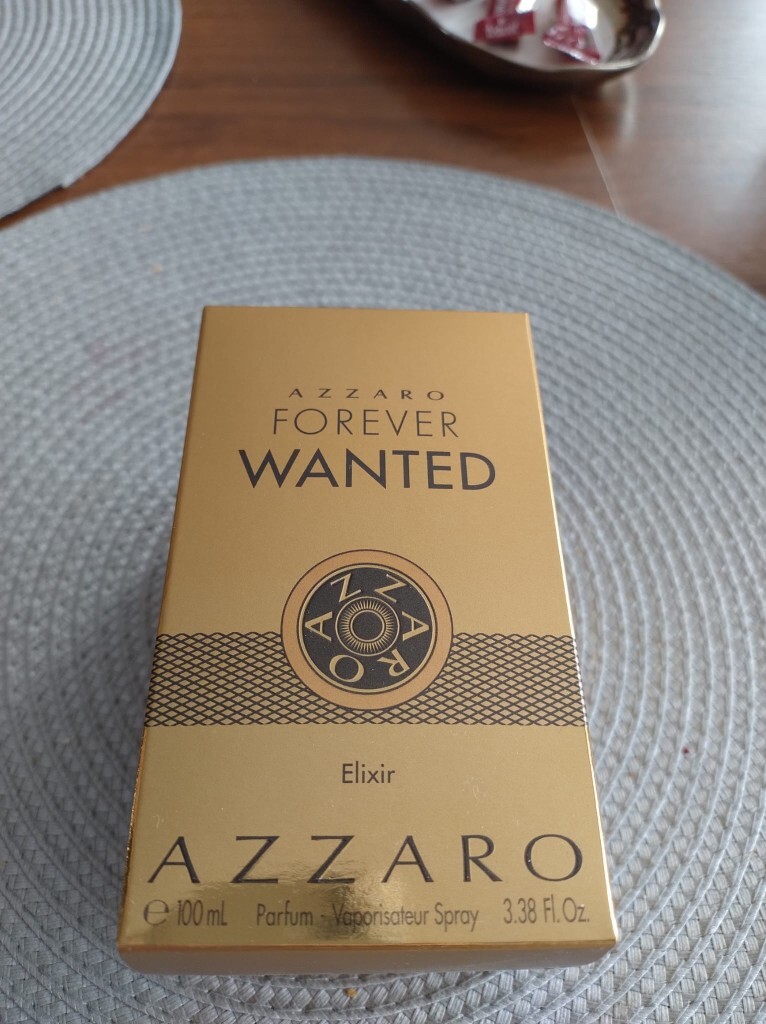 AZZARO
FOREVER
WANTED
AZZARO
Elixir
AZZARO
℮ 100 mL Parfum - Vaporisateur Spray 3.38 Fl.Oz.